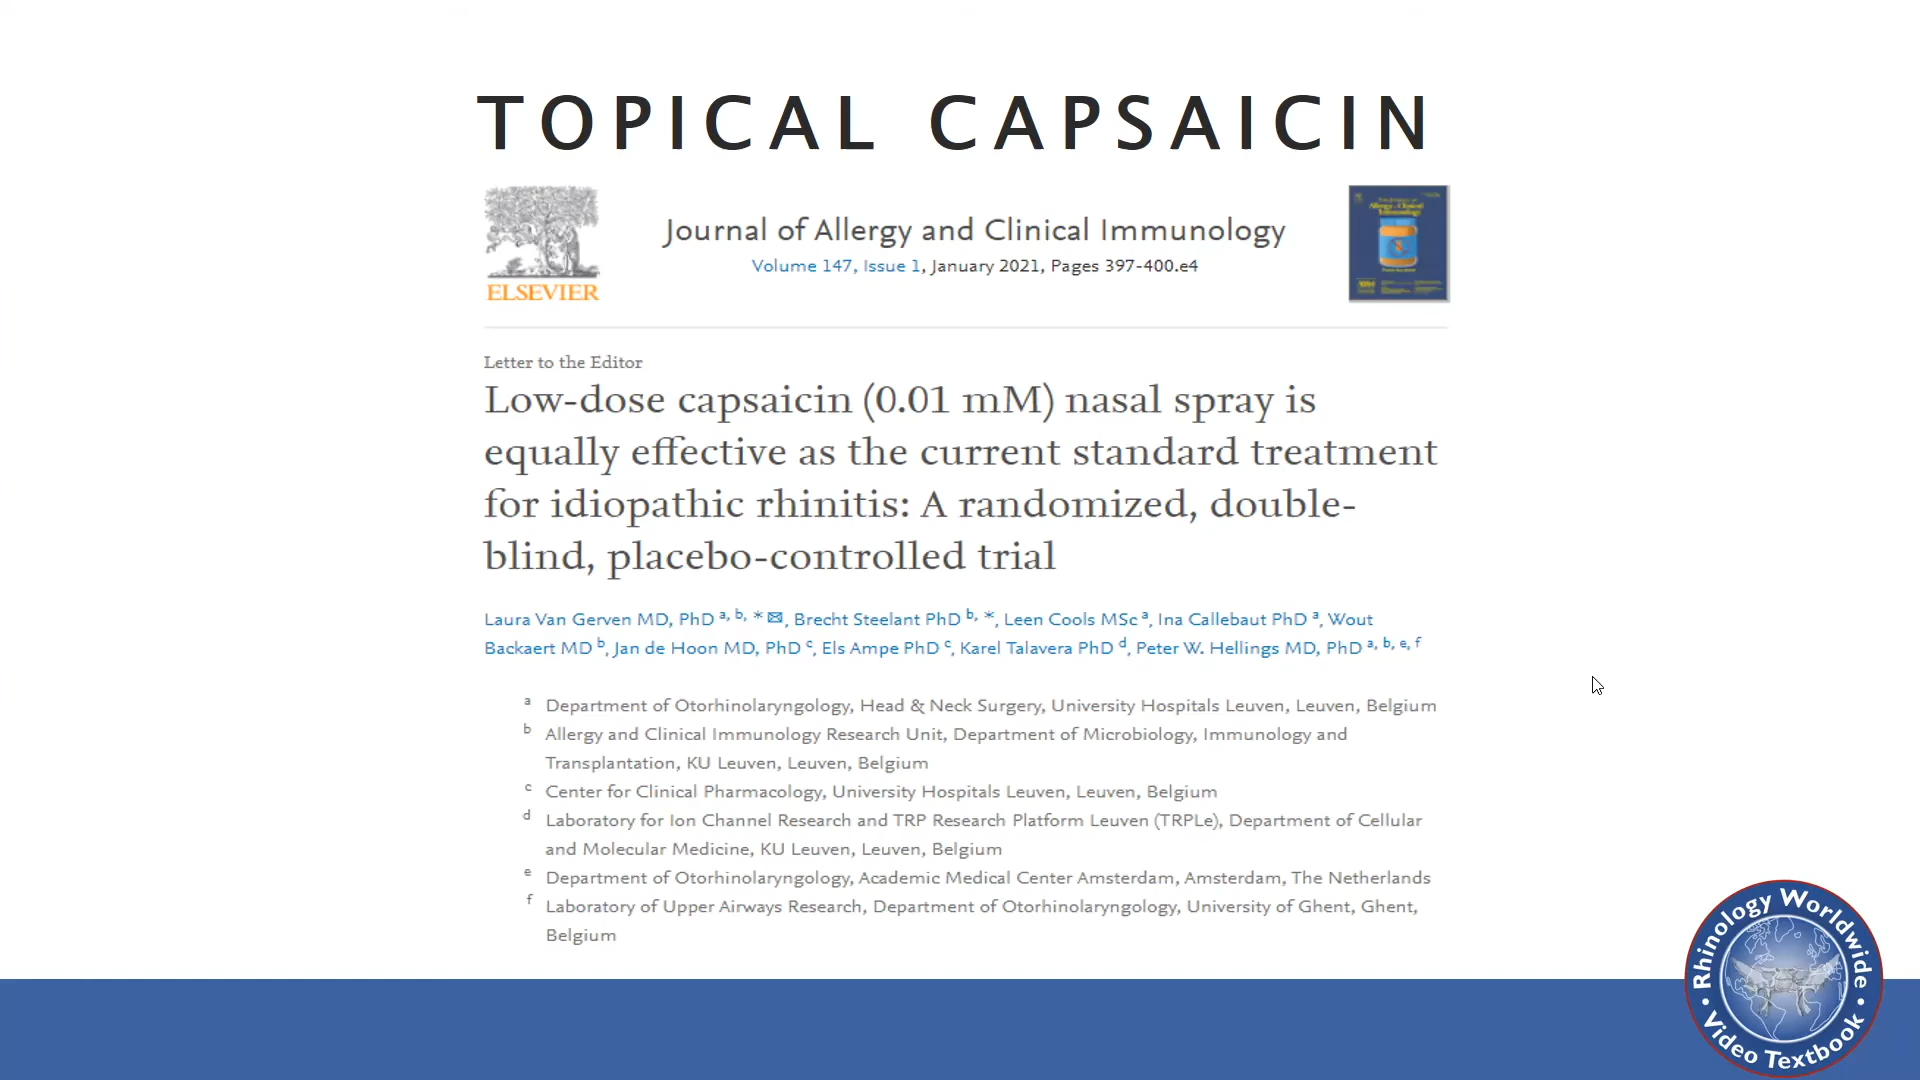 TOPICAL CAPSAICIN
ELSEVIER
Journal of Allergy and Clinical Immunology
Volume 147, Issue 1, January 2021, Pages 397-400.e4
Letter to the Editor
Low-dose capsaicin (0.01 mM) nasal spray is
equally effective as the current standard treatment
for idiopathic rhinitis: A randomized, double-
blind, placebo-controlled trial
Laura Van Gerven MD, PhD a, b, * ✉, Brecht Steelant PhD b, *, Leen Cools MSc a, Ina Callebaut PhD a, Wout
Backaert MD b, Jan de Hoon MD, PhD c, Els Ampe PhD c, Karel Talavera PhD d, Peter W. Hellings MD, PhD a, b, e, f
a Department of Otorhinolaryngology, Head & Neck Surgery, University Hospitals Leuven, Leuven, Belgium
b Allergy and Clinical Immunology Research Unit, Department of Microbiology, Immunology and
Transplantation, KU Leuven, Leuven, Belgium
c Center for Clinical Pharmacology, University Hospitals Leuven, Leuven, Belgium
d Laboratory for Ion Channel Research and TRP Research Platform Leuven (TRPLe), Department of Cellular
and Molecular Medicine, KU Leuven, Leuven, Belgium
e Department of Otorhinolaryngology, Academic Medical Center Amsterdam, Amsterdam, The Netherlands
f Laboratory of Upper Airways Research, Department of Otorhinolaryngology, University of Ghent, Ghent,
Belgium
Rhinology Worldwide
• Video Textbook •